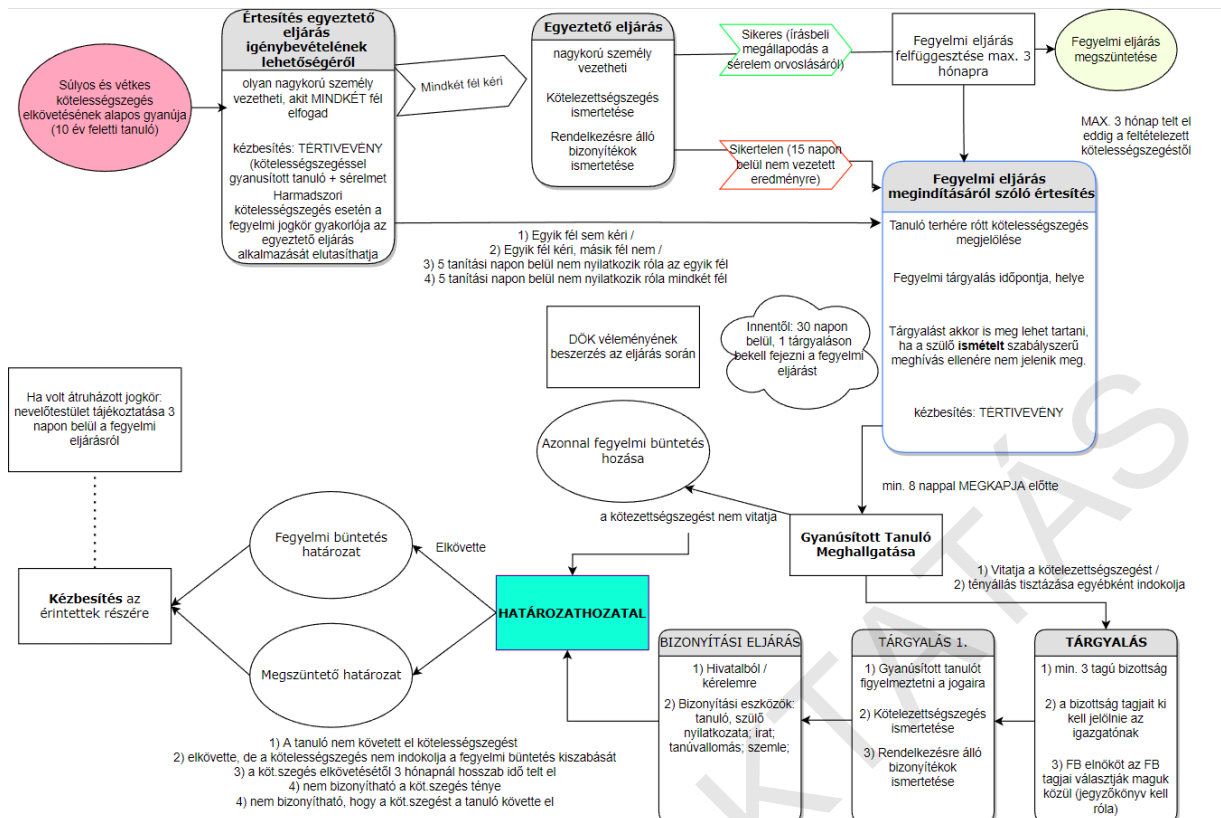 Súlyos és vétkes
kötelességszegés
elkövetésének alapos gyanúja
(10 év feletti tanuló)
Értesítés egyeztető
eljárás
igénybevételének
lehetőségéről
olyan nagykorú személy
vezetheti, akit MINDKÉT fél
elfogad
kézbesítés: TÉRTIVEVÉNY
(kötelességszegéssel
gyanusított tanuló + sérelmet
Harmadszori
kötelességszegés esetén a
fegyelmi jogkör gyakorlója az
egyeztető eljárás
alkalmazását elutasíthatja
Mindkét fél kéri
Egyeztető eljárás
nagykorú személy
vezetheti
Kötelezettségszegés
ismertetése
Rendelkezésre álló
bizonyítékok
ismertetése
Sikeres (írásbeli
megállapodás a
sérelem orvoslásáról)
Fegyelmi eljárás
felfüggesztése max. 3
hónapra
Fegyelmi eljárás
megszüntetése
Sikertelen (15 napon
belül nem vezetett
eredményre)
MAX. 3 hónap telt el
eddig a feltételezett
kötelességszegéstől
1) Egyik fél sem kéri /
2) Egyik fél kéri, másik fél nem /
3) 5 tanítási napon belül nem nyilatkozik róla az egyik fél
4) 5 tanítási napon belül nem nyilatkozik róla mindkét fél
Fegyelmi eljárás
megindításáról szóló értesítés
Tanuló terhére rótt kötelességszegés
megjelölése
Fegyelmi tárgyalás időpontja, helye
Tárgyalást akkor is meg lehet tartani,
ha a szülő ismételt szabályszerű
meghívás ellenére nem jelenik meg.
kézbesítés: TÉRTIVEVÉNY
DÖK véleményének
beszerzés az eljárás során
Innentől: 30 napon
belül, 1 tárgyaláson
bekell fejezni a fegyelmi
eljárást
min. 8 nappal MEGKAPJA előtte
Gyanúsított Tanuló
Meghallgatása
a kötezettségszegést nem vitatja
Azonnal fegyelmi büntetés
hozása
1) Vitatja a kötelezettségszegést /
2) tényállás tisztázása egyébként indokolja
TÁRGYALÁS
1) min. 3 tagú bizottság
2) a bizottság tagjait ki
kell jelölnie az
igazgatónak
3) FB elnököt az FB
tagjai választják maguk
közül (jegyzőkönyv kell
róla)
TÁRGYALÁS 1.
1) Gyanúsított tanulót
figyelmeztetni a jogaira
2) Kötelezettségszegés
ismertetése
3) Rendelkezésre álló
bizonyítékok
ismertetése
BIZONYÍTÁSI ELJÁRÁS
1) Hivatalból /
kérelemre
2) Bizonyítási eszközök:
tanuló, szülő
nyilatkozata; irat;
tanúvallomás; szemle;
HATÁROZATHOZATAL
Elkövette
Fegyelmi büntetés
határozat
Megszüntető határozat
1) A tanuló nem követett el kötelességszegést
2) elkövette, de a kötelességszegés nem indokolja a fegyelmi büntetés kiszabását
3) a köt.szegés elkövetésétől 3 hónapnál hosszab idő telt el
4) nem bizonyítható a köt.szegés ténye
4) nem bizonyítható, hogy a köt.szegést a tanuló követte el
Kézbesítés az
érintettek részére
Ha volt átruházott jogkör:
nevelőtestület tájékoztatása 3
napon belül a fegyelmi
eljárásról
KTATÁS